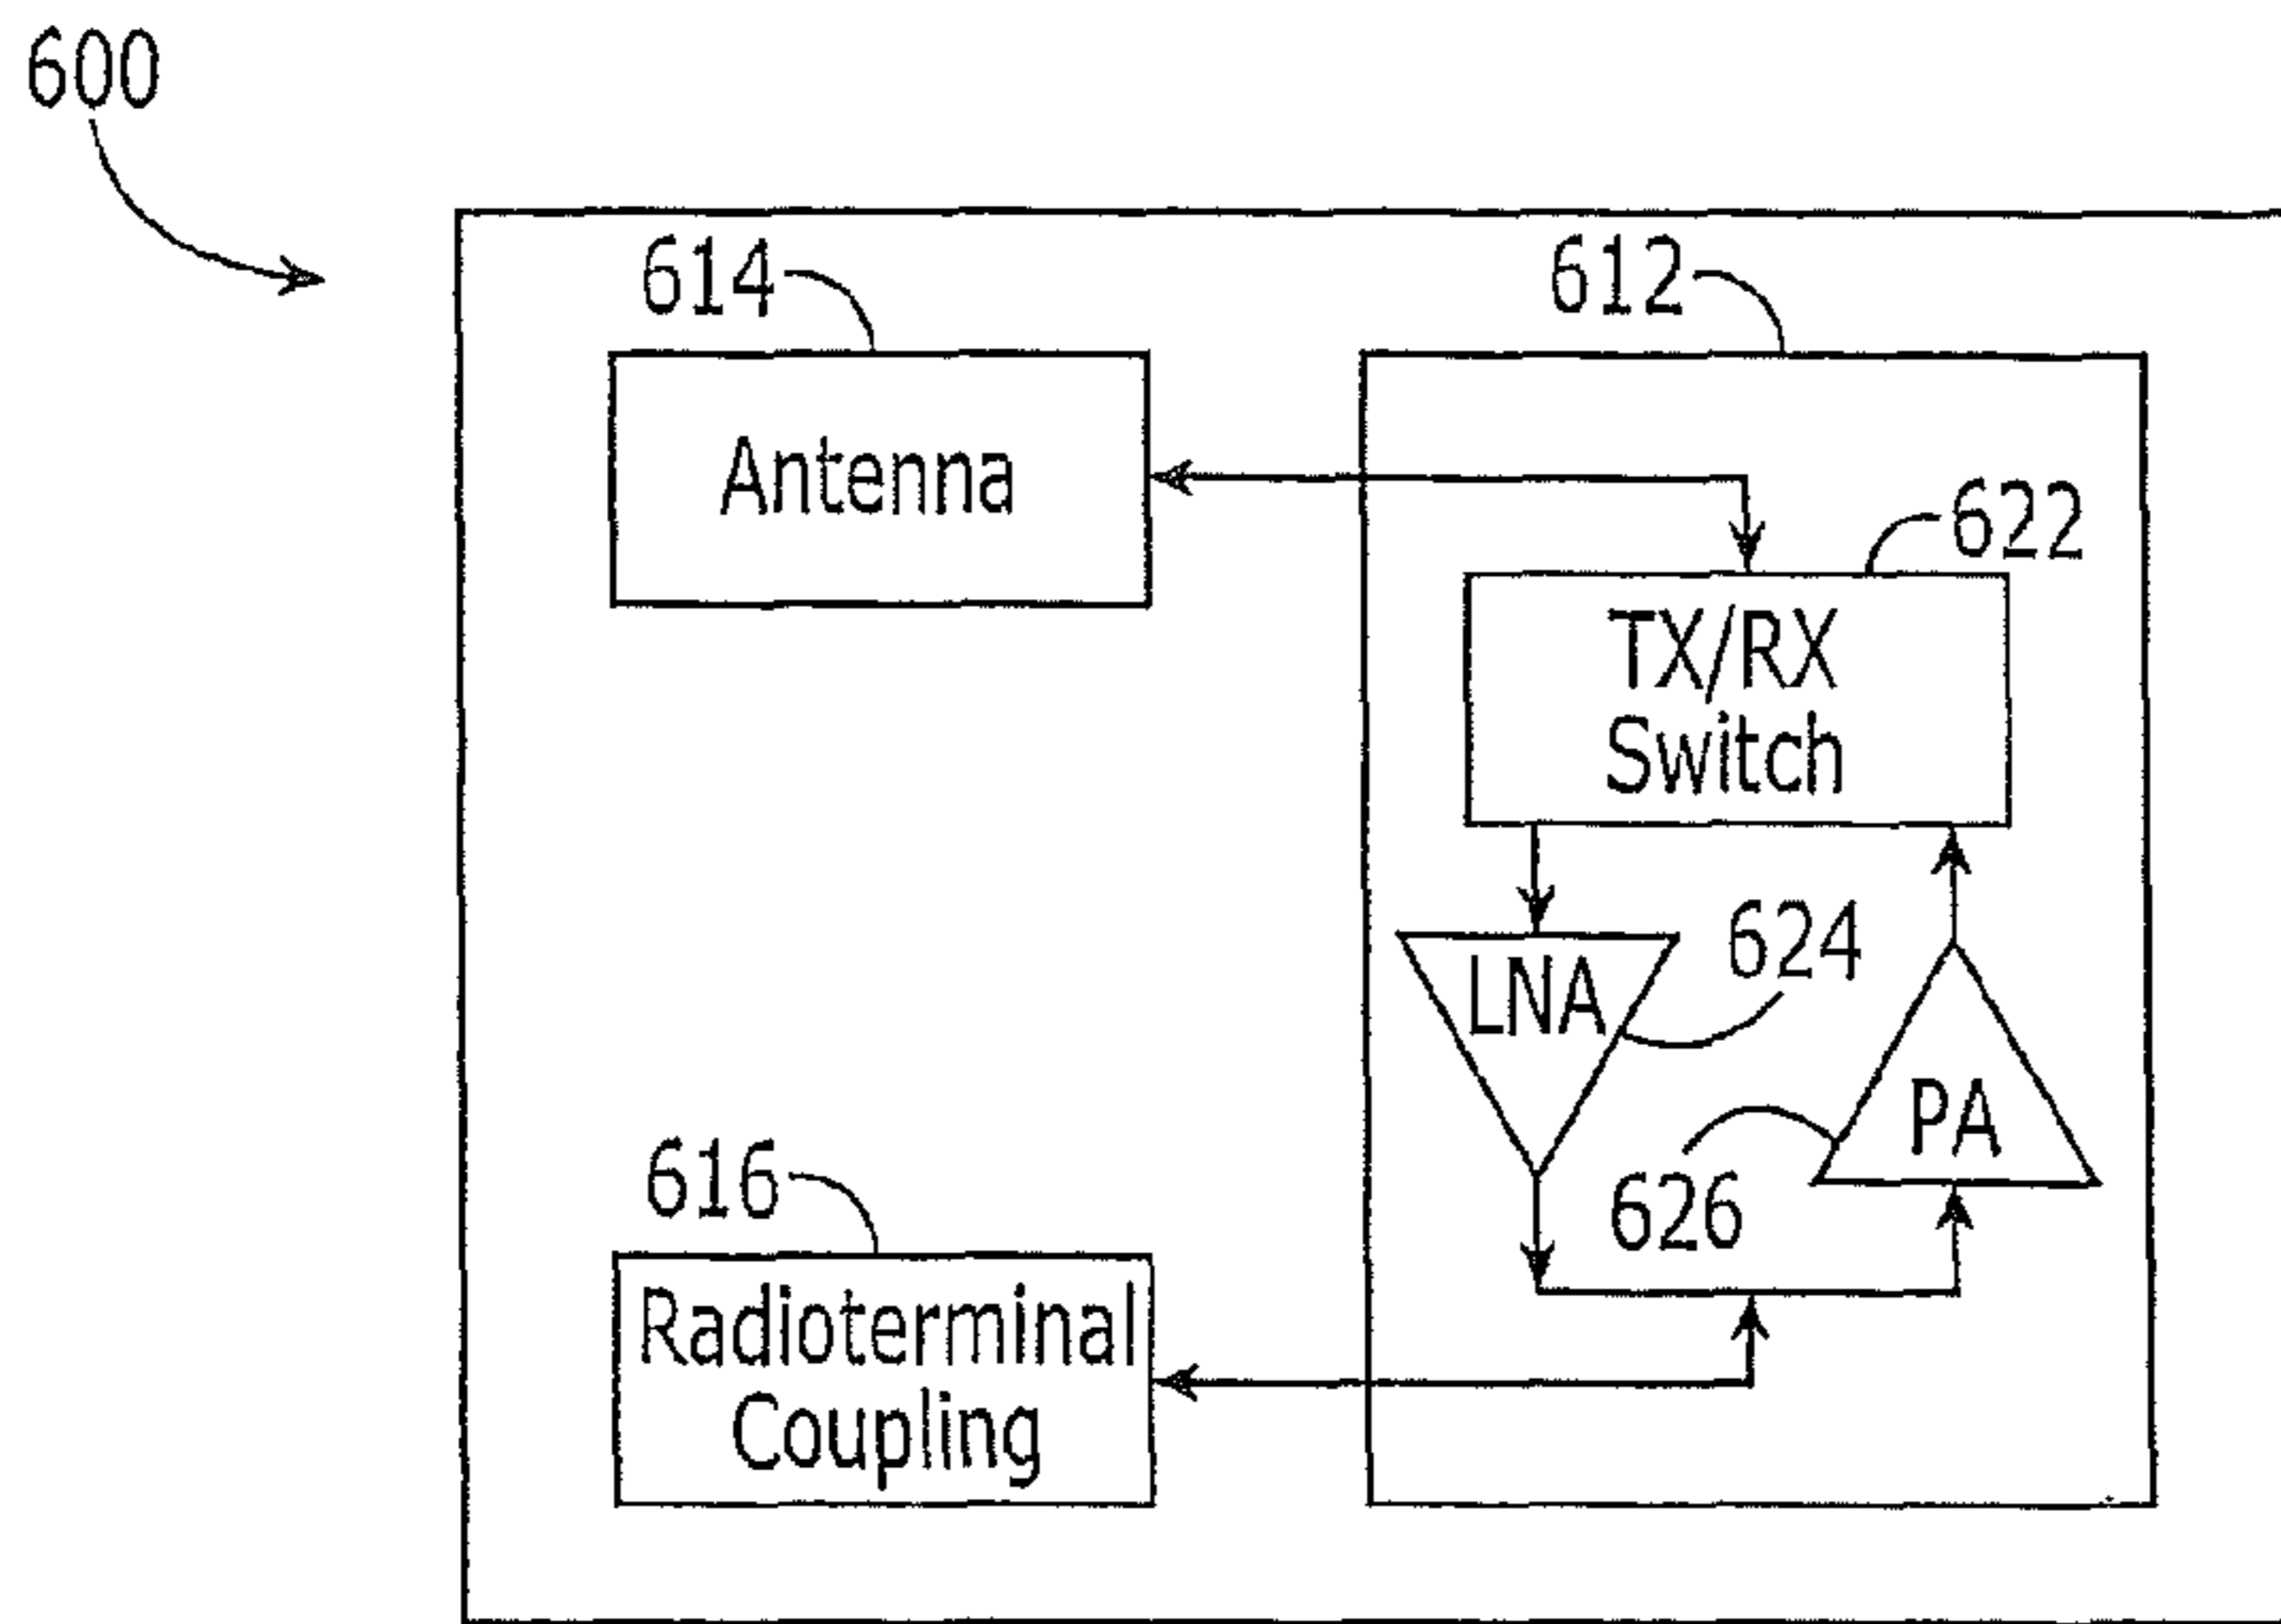 600
614
612
Antenna
622
TX/RX
Switch
624
LNA
PA
616
626
Radioterminal
Coupling